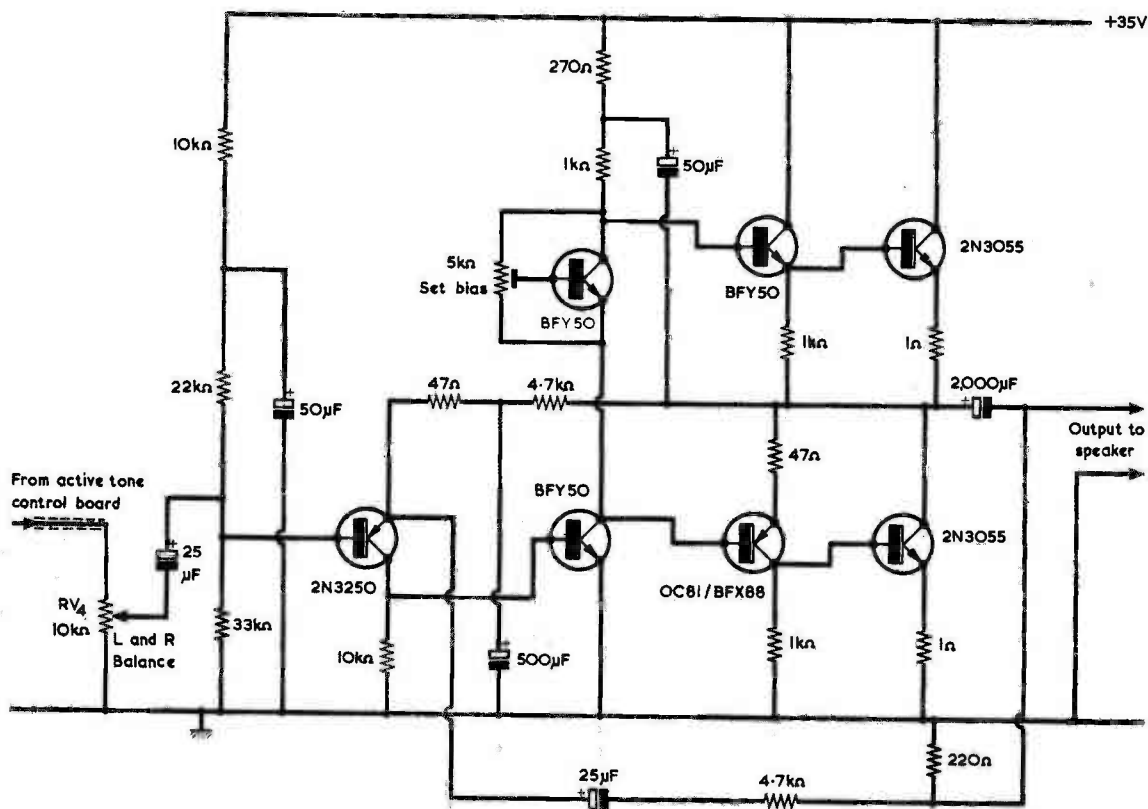 +35V
270Ω
10kΩ
1kΩ
50µF
2N3055
5kΩ
Set bias
BFY50
BFY50
1kΩ
1Ω
22kΩ
50µF
47Ω
4·7kΩ
2,000µF
Output to
speaker
From active tone
control board
BFY50
47Ω
2N3055
25
µF
2N3250
OC81/BFX88
RV4
10kΩ
L and R
Balance
33kΩ
10kΩ
500µF
1kΩ
1Ω
220Ω
25µF
4·7kΩ